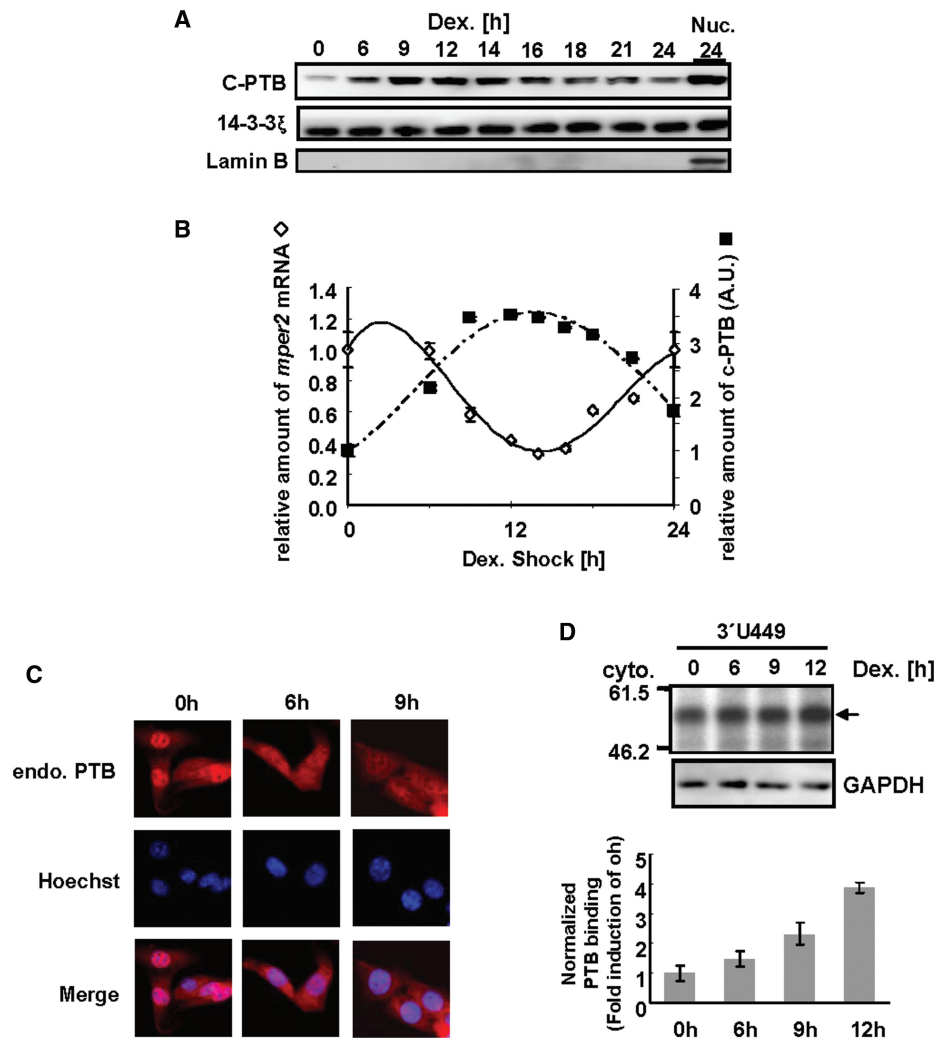 A
Dex. [h]
Nuc.
0 6 9 12 14 16 18 21 24 24
C-PTB
14-3-3ξ
Lamin B
B
relative amount of mper2 mRNA ◇
relative amount of c-PTB (A.U.) ■
1.4
1.2
1.0
0.8
0.6
0.4
0.2
0.0
4
3
2
1
0
0 12 24
Dex. Shock [h]
C
0h 6h 9h
endo. PTB
Hoechst
Merge
D
3´U449
cyto. 0 6 9 12 Dex. [h]
61.5
46.2
GAPDH
Normalized
PTB binding
(Fold induction of oh)
5
4
3
2
1
0
0h 6h 9h 12h